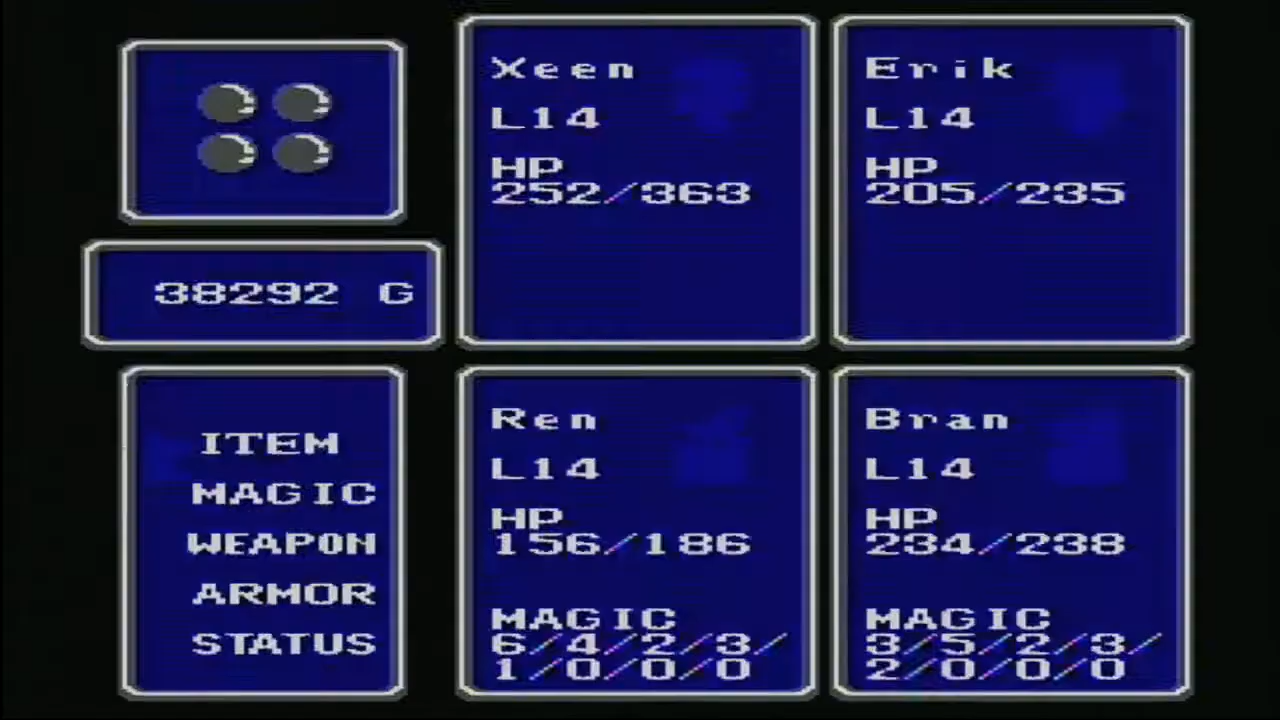 38292 G
ITEM
MAGIC
WEAPON
ARMOR
STATUS
Xeen
L14
HP
252/363
Erik
L14
HP
205/235
Ren
L14
HP
156/186
MAGIC
6/4/2/3/
1/0/0/0
Bran
L14
HP
234/238
MAGIC
3/5/2/3/
2/0/0/0